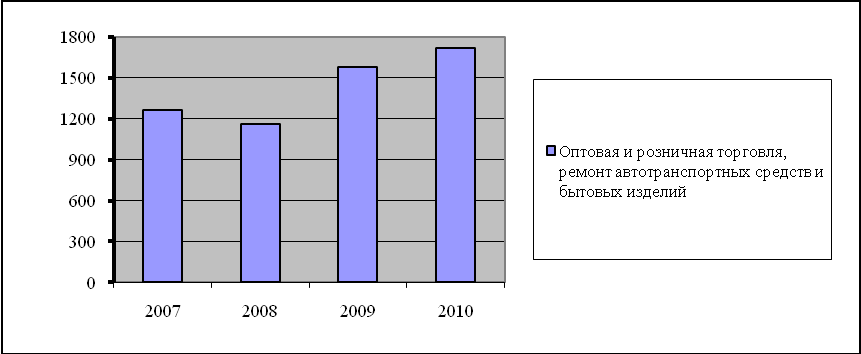 1800
1500
1200
900
600
300
0
2007 2008 2009 2010
Оптовая и розничная торговля,
ремонт автотранспортных средств и
бытовых изделий